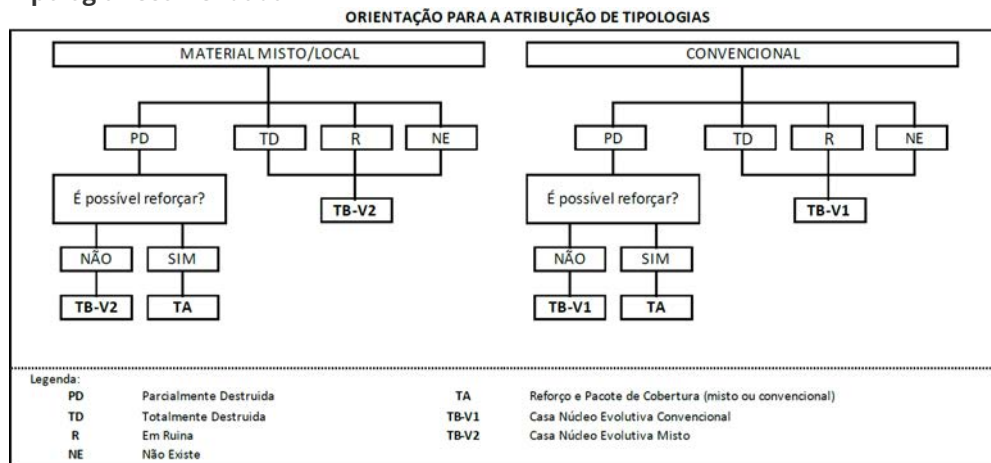 ORIENTAÇÃO PARA A ATRIBUIÇÃO DE TIPOLOGIAS
MATERIAL MISTO/LOCAL
CONVENCIONAL
PD TD R NE
PD TD R NE
É possível reforçar?
TB-V2
É possível reforçar?
TB-V1
NÃO SIM
NÃO SIM
TB-V2 TA
TB-V1 TA
Legenda:
PD Parcialmente Destruida
TA Reforço e Pacote de Cobertura (misto ou convencional)
TD Totalmente Destruida
TB-V1 Casa Núcleo Evolutiva Convencional
R Em Ruina
TB-V2 Casa Núcleo Evolutiva Misto
NE Não Existe